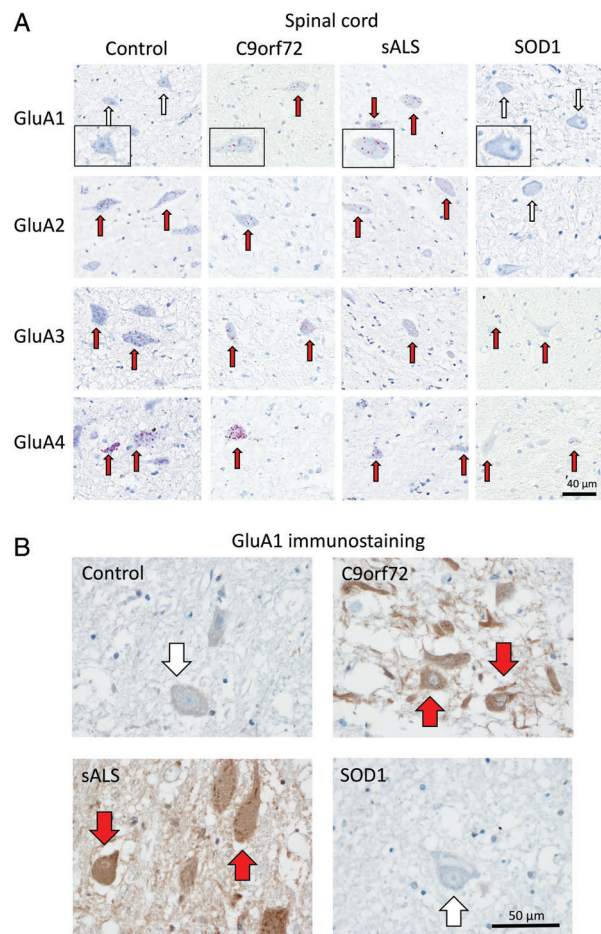 A
Spinal cord
Control C9orf72 sALS SOD1
GluA1
GluA2
GluA3
GluA4
40 µm
B
GluA1 immunostaining
Control
C9orf72
sALS
SOD1
50 µm